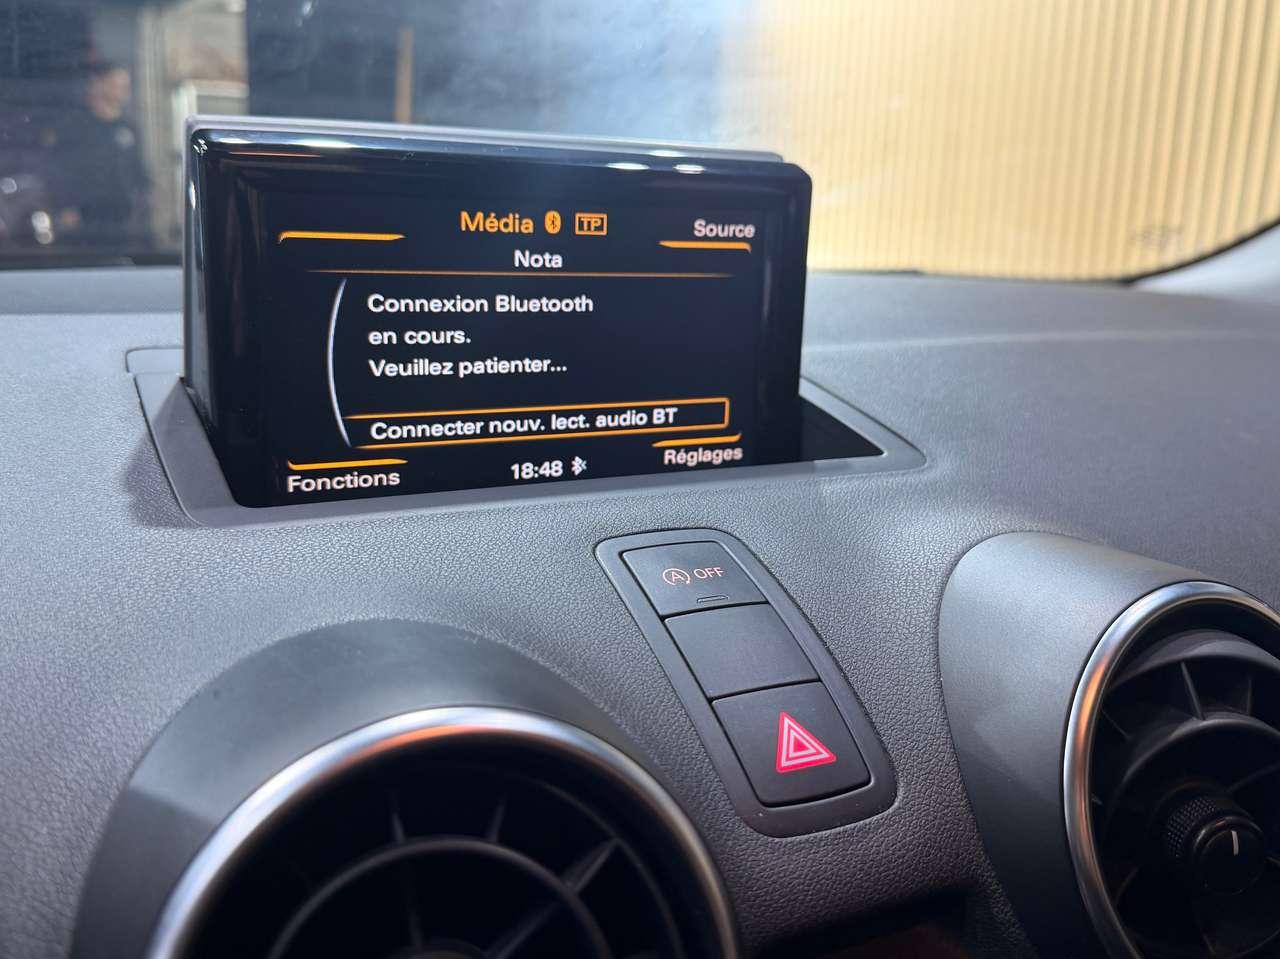 Média TP
Source
Nota
Connexion Bluetooth
en cours.
Veuillez patienter...
Connecter nouv. lect. audio BT
Fonctions
18:48
Réglages
A OFF